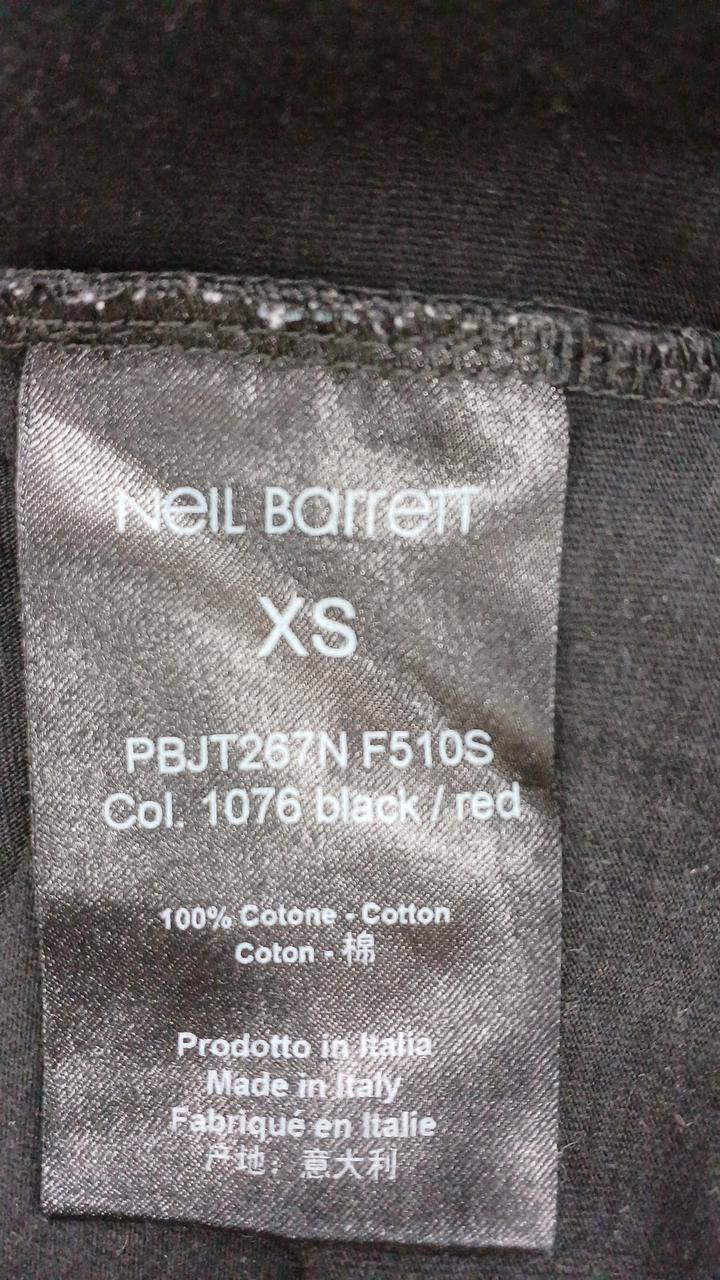 Neil Barrett
XS
PBJT267N F510S
Col. 1076 black / red
100% Cotone - Cotton
Coton - 棉
Prodotto in Italia
Made in Italy
Fabriqué en Italie
产地：意大利